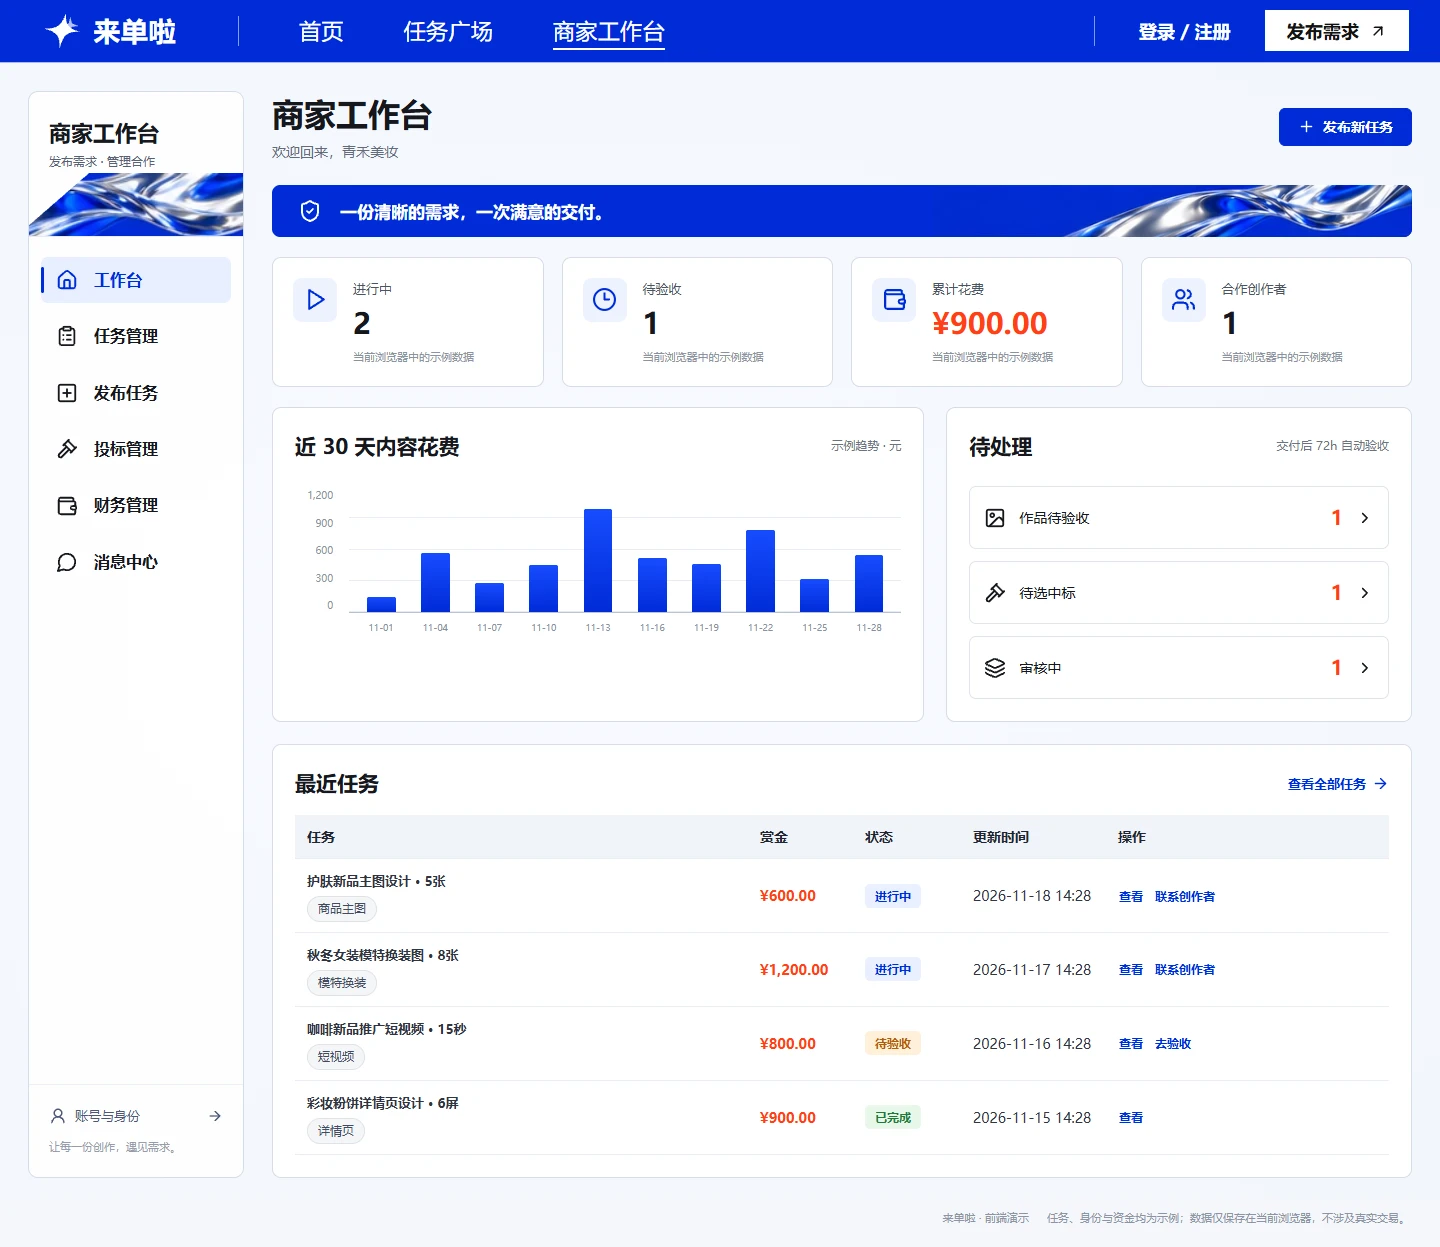 来单啦
首页
任务广场
商家工作台
登录 / 注册
发布需求
商家工作台
发布需求 · 管理合作
工作台
任务管理
发布任务
投标管理
财务管理
消息中心
账号与身份
让每一份创作，遇见需求。
商家工作台
欢迎回来，青禾美妆
发布新任务
一份清晰的需求，一次满意的交付。
进行中
2
当前浏览器中的示例数据
待验收
1
当前浏览器中的示例数据
累计花费
¥900.00
当前浏览器中的示例数据
合作创作者
1
当前浏览器中的示例数据
近 30 天内容花费
示例趋势 · 元
1,200
900
600
300
0
11-01 11-04 11-07 11-10 11-13 11-16 11-19 11-22 11-25 11-28
待处理
交付后 72h 自动验收
作品待验收 1
待选中标 1
审核中 1
最近任务
查看全部任务
任务 赏金 状态 更新时间 操作
护肤新品主图设计 • 5张
商品主图
¥600.00 进行中 2026-11-18 14:28 查看 联系创作者
秋冬女装模特换装图 • 8张
模特换装
¥1,200.00 进行中 2026-11-17 14:28 查看 联系创作者
咖啡新品推广短视频 • 15秒
短视频
¥800.00 待验收 2026-11-16 14:28 查看 去验收
彩妆粉饼详情页设计 • 6屏
详情页
¥900.00 已完成 2026-11-15 14:28 查看
来单啦 · 前端演示 任务、身份与资金均为示例；数据仅保存在当前浏览器，不涉及真实交易。